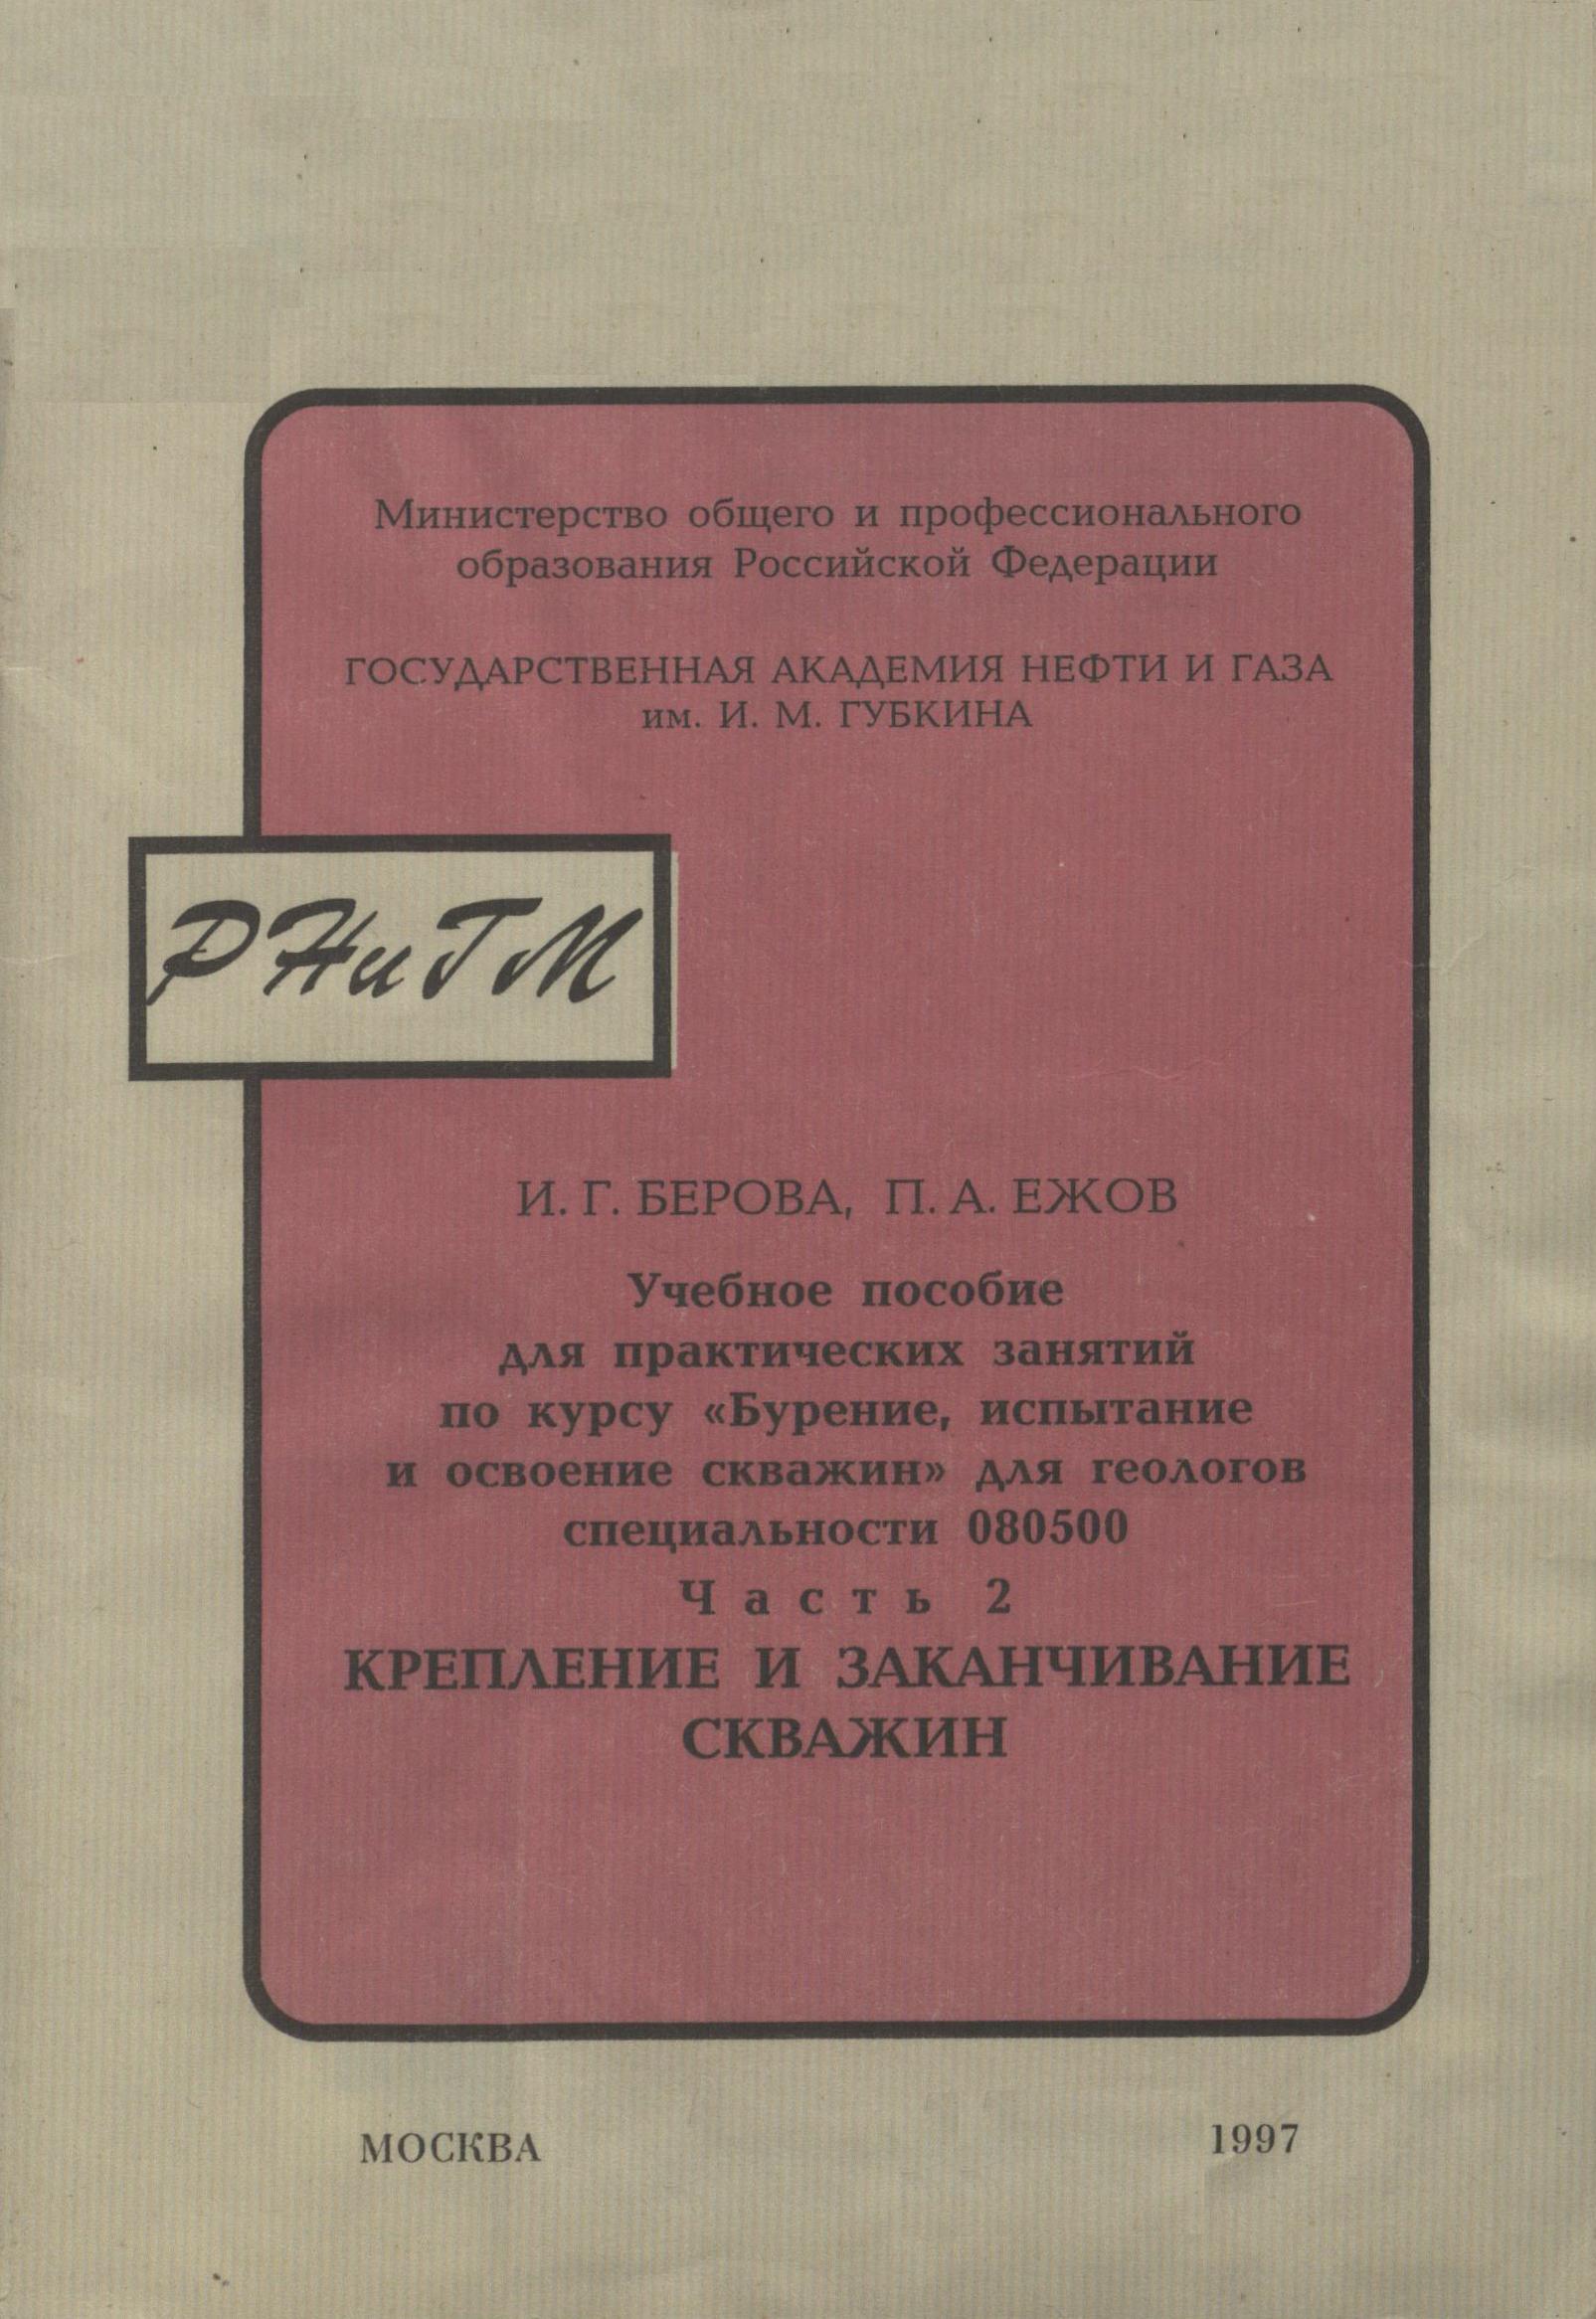 Министерство общего и профессионального
образования Российской Федерации
ГОСУДАРСТВЕННАЯ АКАДЕМИЯ НЕФТИ И ГАЗА
им. И. М. ГУБКИНА
РНиГМ
И. Г. БЕРОВА, П. А. ЕЖОВ
Учебное пособие
для практических занятий
по курсу «Бурение, испытание
и освоение скважин» для геологов
специальности 080500
Часть 2
КРЕПЛЕНИЕ И ЗАКАНЧИВАНИЕ
СКВАЖИН
МОСКВА 1997